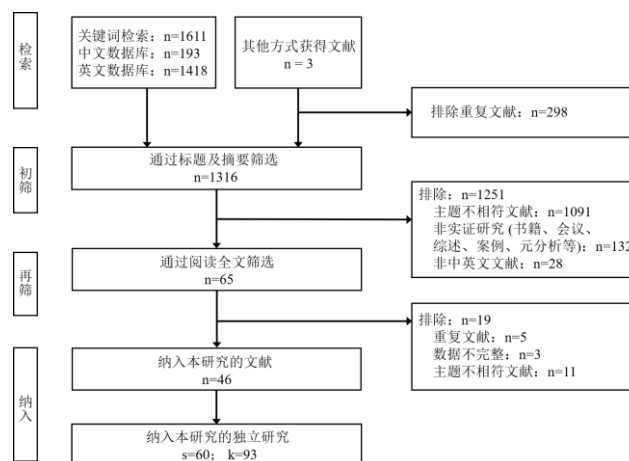 检索
关键词检索：n=1611
中文数据库：n=193
英文数据库：n=1418
其他方式获得文献
n = 3
排除重复文献：n=298
初筛
通过标题及摘要筛选
n=1316
排除：n=1251
主题不相符文献：n=1091
非实证研究 (书籍、会议、
综述、案例、元分析等)：n=132
非中英文文献：n=28
再筛
通过阅读全文筛选
n=65
排除：n=19
重复文献：n=5
数据不完整：n=3
主题不相符文献：n=11
纳入
纳入本研究的文献
n=46
纳入本研究的独立研究
s=60； k=93